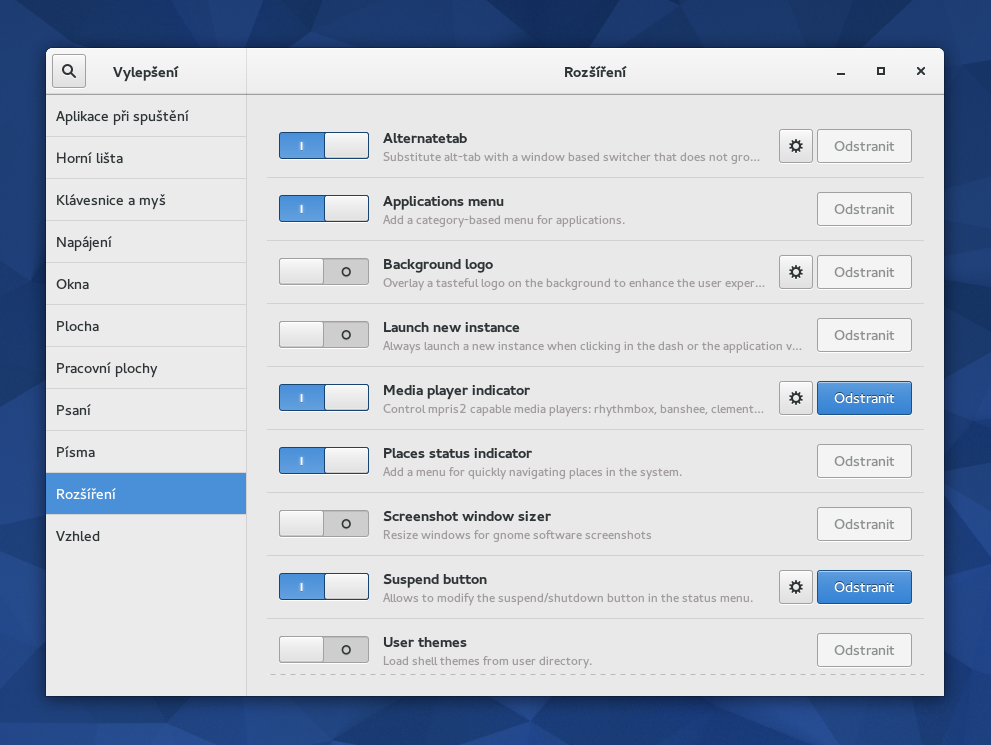 Vylepšení
Rozšíření
Aplikace při spuštění
Horní lišta
Klávesnice a myš
Napájení
Okna
Plocha
Pracovní plochy
Psaní
Písma
Rozšíření
Vzhled
Alternatetab
Substitute alt-tab with a window based switcher that does not gro...
Odstranit
Applications menu
Add a category-based menu for applications.
Odstranit
Background logo
Overlay a tasteful logo on the background to enhance the user exper...
Odstranit
Launch new instance
Always launch a new instance when clicking in the dash or the application v...
Odstranit
Media player indicator
Control mpris2 capable media players: rhythmbox, banshee, clement...
Odstranit
Places status indicator
Add a menu for quickly navigating places in the system.
Odstranit
Screenshot window sizer
Resize windows for gnome software screenshots
Odstranit
Suspend button
Allows to modify the suspend/shutdown button in the status menu.
Odstranit
User themes
Load shell themes from user directory.
Odstranit